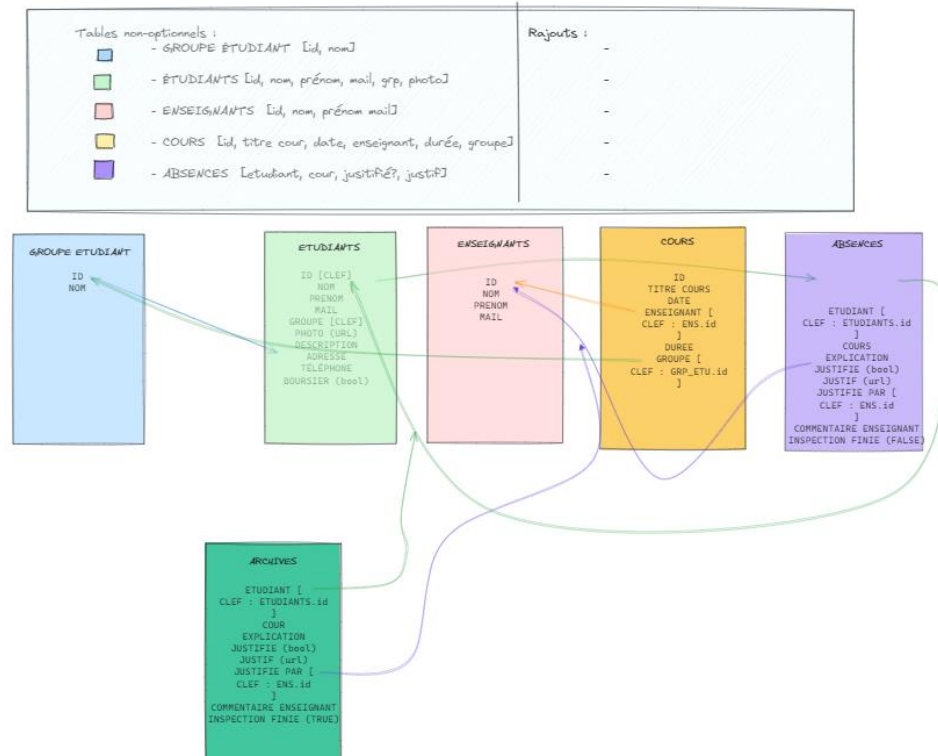 Tables non-optionnels :
- GROUPE ÉTUDIANT [id, nom]
- ÉTUDIANTS [id, nom, prénom, mail, grp, photo]
- ENSEIGNANTS [id, nom, prénom mail]
- COURS [id, titre cour, date, enseignant, durée, groupe]
- ABSENCES [etudiant, cour, jusitifié?, justif]
Rajouts :
-
-
-
-
-
GROUPE ETUDIANT
ID
NOM
ETUDIANTS
ID [CLEF]
NOM
PRENOM
MAIL
GROUPE [CLEF]
PHOTO (URL)
DESCRIPTION
ADRESSE
TÉLÉPHONE
BOURSIER (bool)
ENSEIGNANTS
ID
NOM
PRENOM
MAIL
COURS
ID
TITRE COURS
DATE
ENSEIGNANT [
CLEF : ENS.id
]
DUREE
GROUPE [
CLEF : GRP_ETU.id
]
ABSENCES
ETUDIANT [
CLEF : ETUDIANTS.id
]
COURS
EXPLICATION
JUSTIFIE (bool)
JUSTIF (url)
JUSTIFIE PAR [
CLEF : ENS.id
]
COMMENTAIRE ENSEIGNANT
INSPECTION FINIE (FALSE)
ARCHIVES
ETUDIANT [
CLEF : ETUDIANTS.id
]
COUR
EXPLICATION
JUSTIFIE (bool)
JUSTIF (url)
JUSTIFIE PAR [
CLEF : ENS.id
]
COMMENTAIRE ENSEIGNANT
INSPECTION FINIE (TRUE)